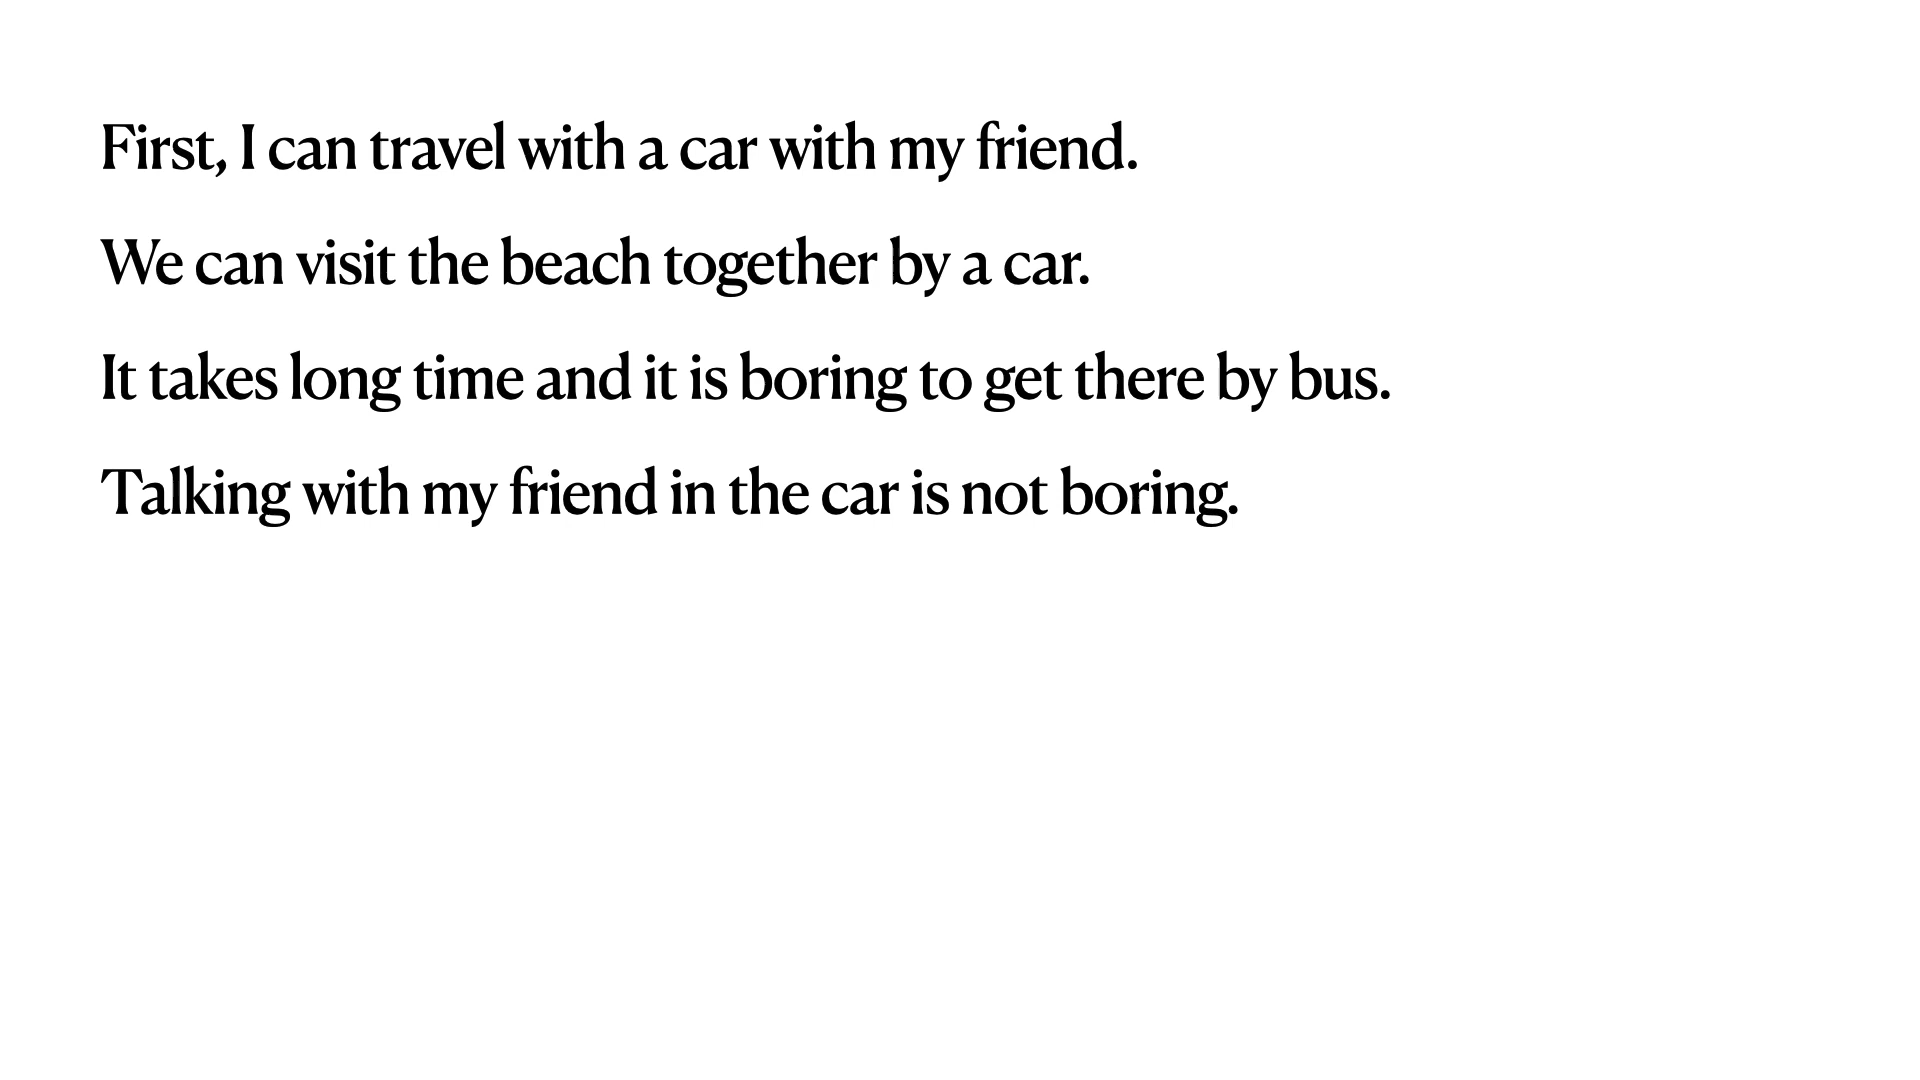 First, I can travel with a car with my friend.
We can visit the beach together by a car.
It takes long time and it is boring to get there by bus.
Talking with my friend in the car is not boring.